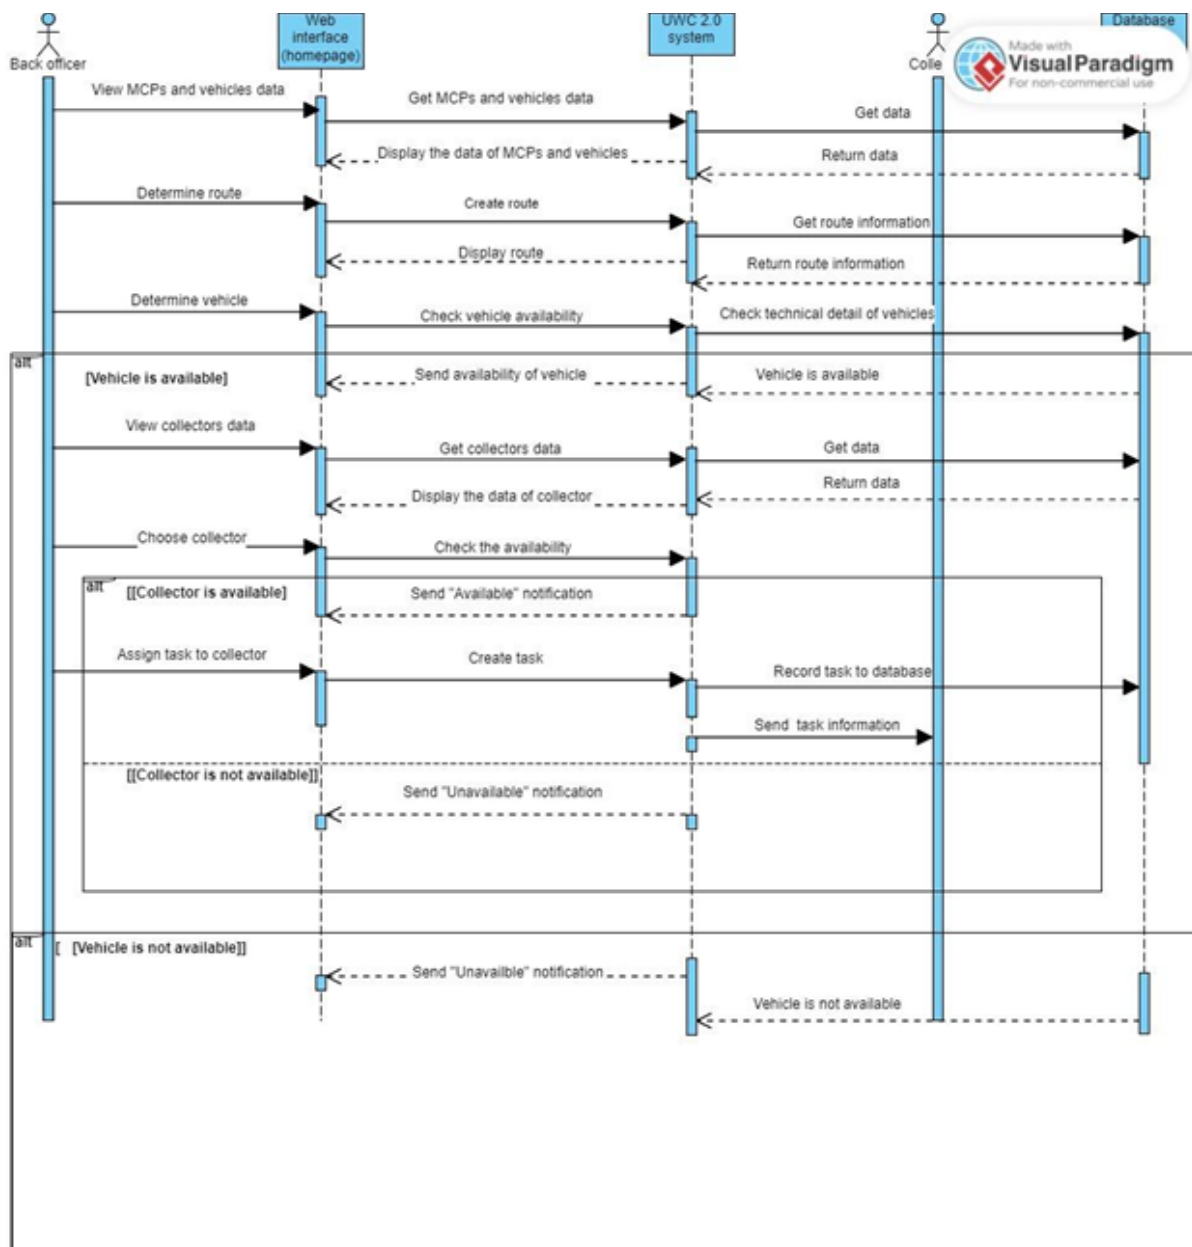 Web
interface
(homepage)
UWC 2.0
system
Database
Back officer
Colle
Made with
VisualParadigm
For non-commercial use
View MCPs and vehicles data
Get MCPs and vehicles data
Get data
Display the data of MCPs and vehicles
Return data
Determine route
Create route
Get route information
Display route
Return route information
Determine vehicle
Check vehicle availability
Check technical detail of vehicles
alt
[Vehicle is available]
Send availability of vehicle
Vehicle is available
View collectors data
Get collectors data
Get data
Display the data of collector
Return data
Choose collector
Check the availability
alt
[[Collector is available]
Send "Available" notification
Assign task to collector
Create task
Record task to database
Send task information
[[Collector is not available]]
Send "Unavailable" notification
alt
[ [Vehicle is not available]]
Send "Unavailble" notification
Vehicle is not available